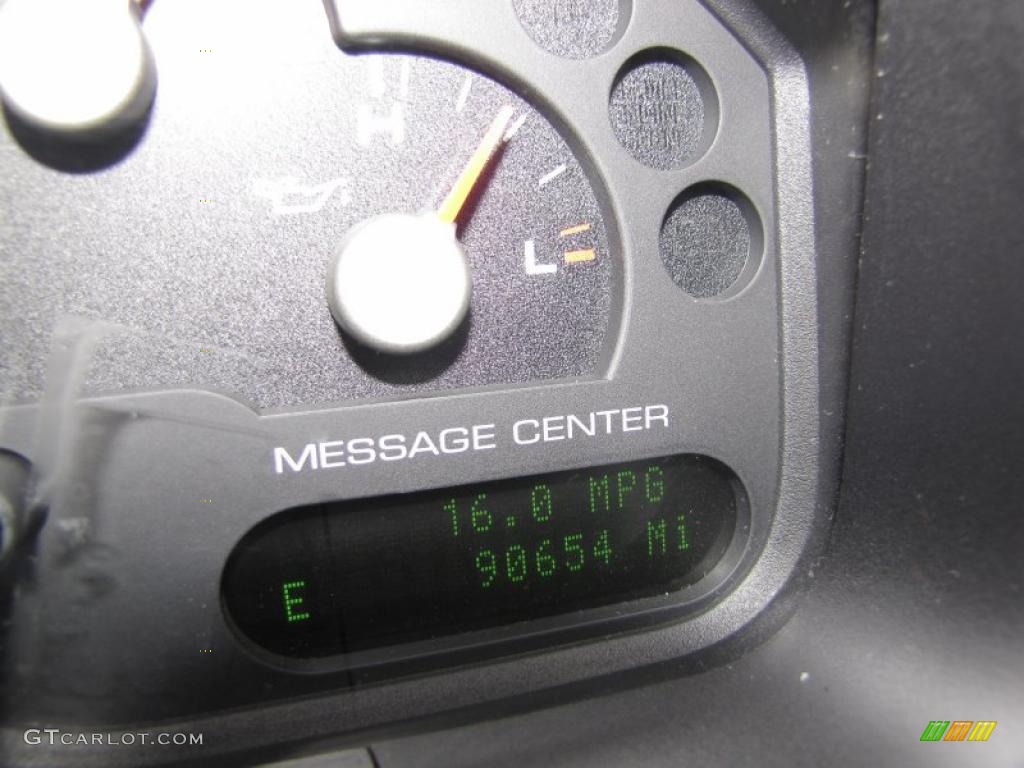 H
L
MESSAGE CENTER
16.0 MPG
90654 Mi
E
GTCARLOT.COM